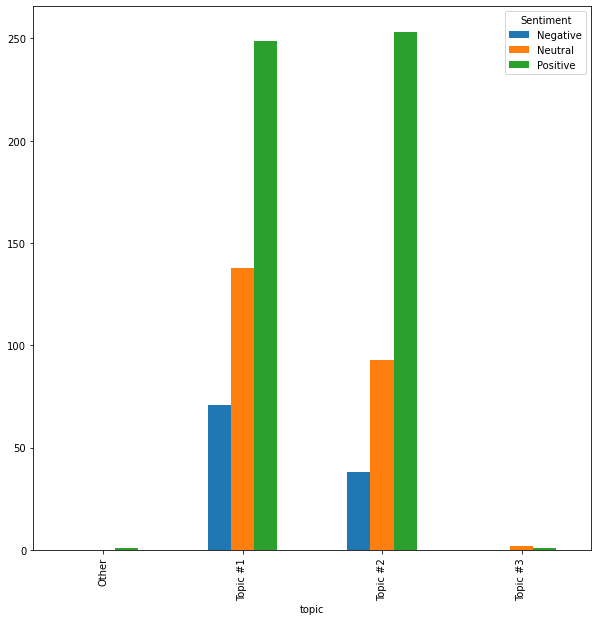 Sentiment
Negative
Neutral
Positive
250
200
150
100
50
0
Other
Topic #1
Topic #2
Topic #3
topic